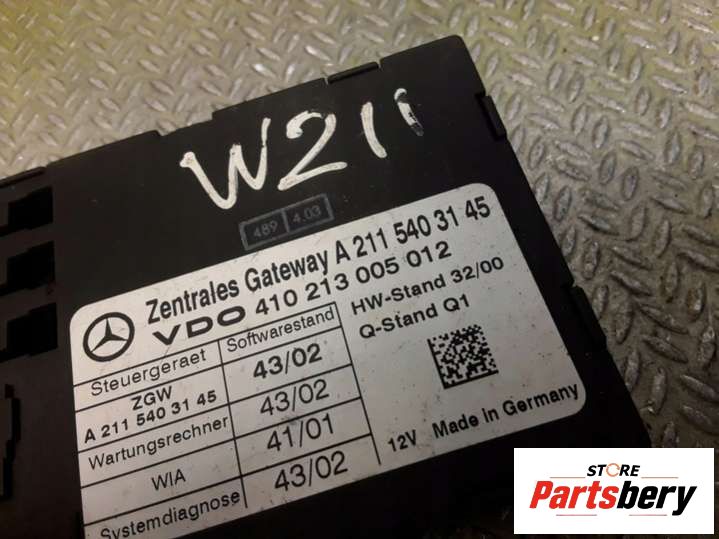 W211
489 4.03
Zentrales Gateway A 211 540 31 45
VDO 410 213 005 012
HW-Stand 32/00
Q-Stand Q1
Steuergeraet Softwarestand
ZGW 43/02
A 211 540 31 45 43/02
Wartungsrechner 41/01
WIA 43/02
Systemdiagnose
12V Made in Germany
STORE
Partsbery